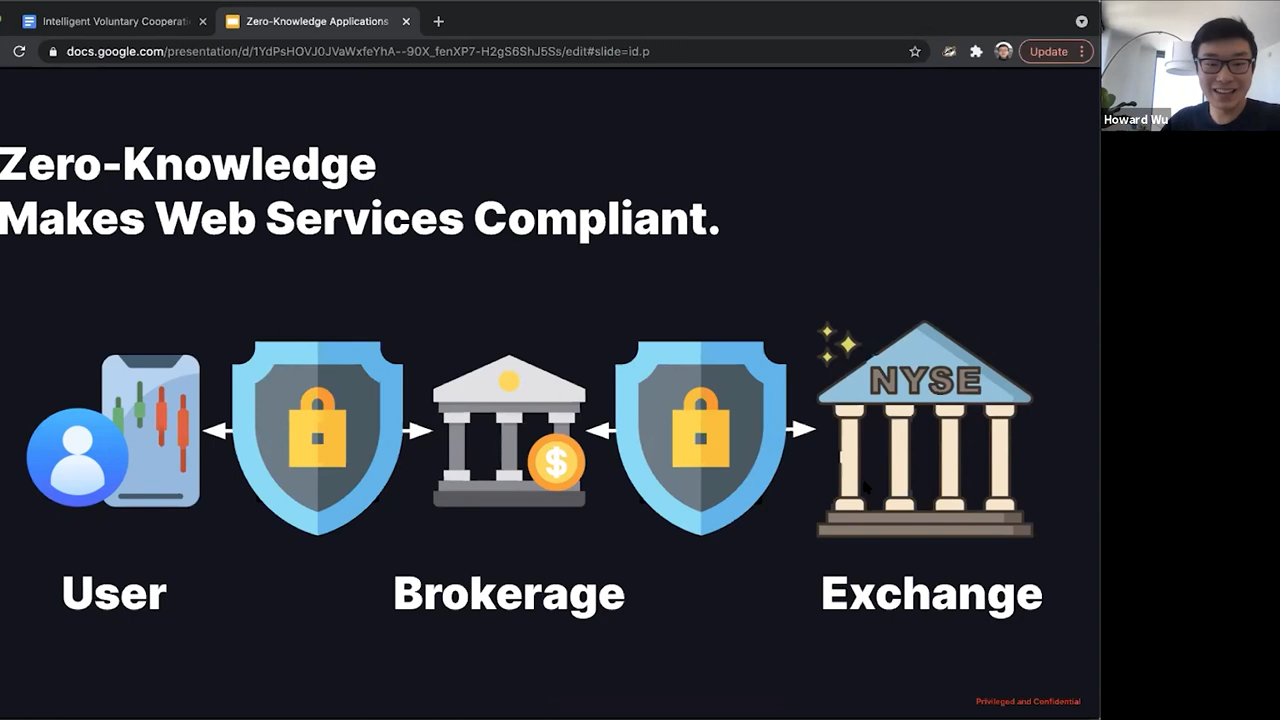 Intelligent Voluntary Cooperati
Zero-Knowledge Applications
docs.google.com/presentation/d/1YdPsHOVJ0JVaWxfeYhA--90X_fenXP7-H2gS6ShJ5Ss/edit#slide=id.p
Update
Howard Wu
Zero-Knowledge
Makes Web Services Compliant.
$
NYSE
User
Brokerage
Exchange
Privileged and Confidential